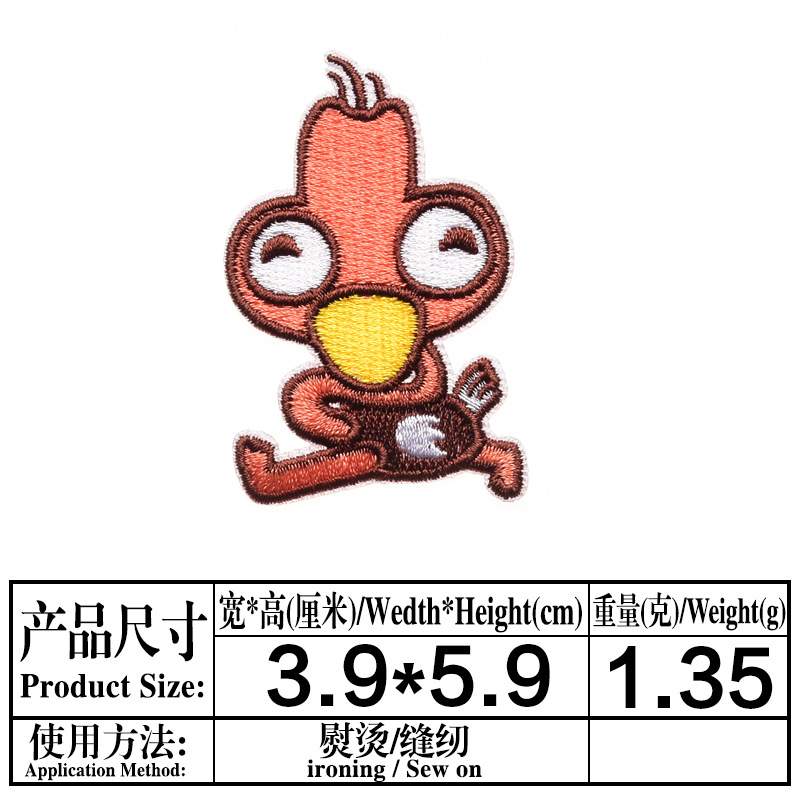 产品尺寸
Product Size:
宽*高(厘米)/Wedth*Height(cm)
重量(克)/Weight(g)
3.9*5.9
1.35
使用方法:
Application Method:
熨烫/缝纫
ironing / Sew on